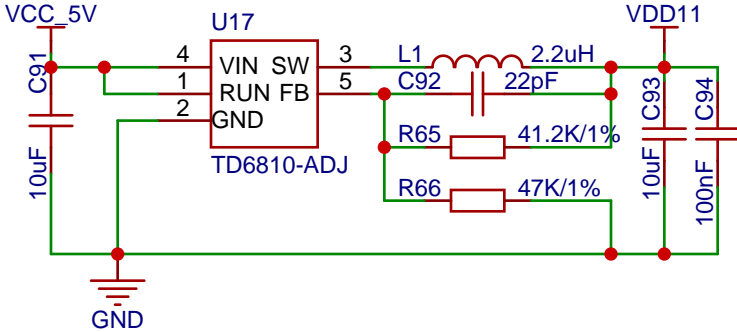 VCC_5V
U17
VDD11
C91
10uF
4
VIN
SW
3
1
RUN
FB
5
2
GND
TD6810-ADJ
L1
2.2uH
C92
22pF
R65
41.2K/1%
R66
47K/1%
C93
10uF
C94
100nF
GND